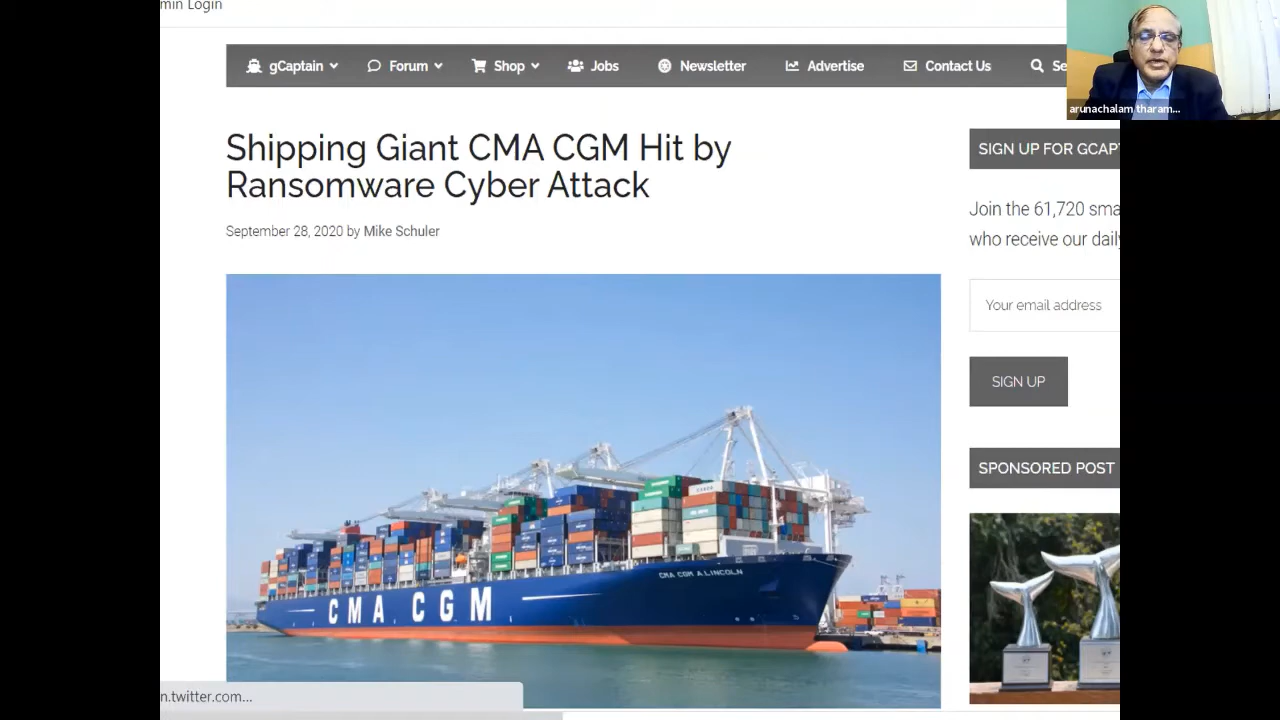 min Login
gCaptain Forum Shop Jobs Newsletter Advertise Contact Us Se
arunachalam tharam...
Shipping Giant CMA CGM Hit by
Ransomware Cyber Attack
September 28, 2020 by Mike Schuler
SIGN UP FOR GCAPT
Join the 61,720 sma
who receive our daily
Your email address
SIGN UP
SPONSORED POST
CMA CGM A.LINCOLN
CMA CGM
n.twitter.com...